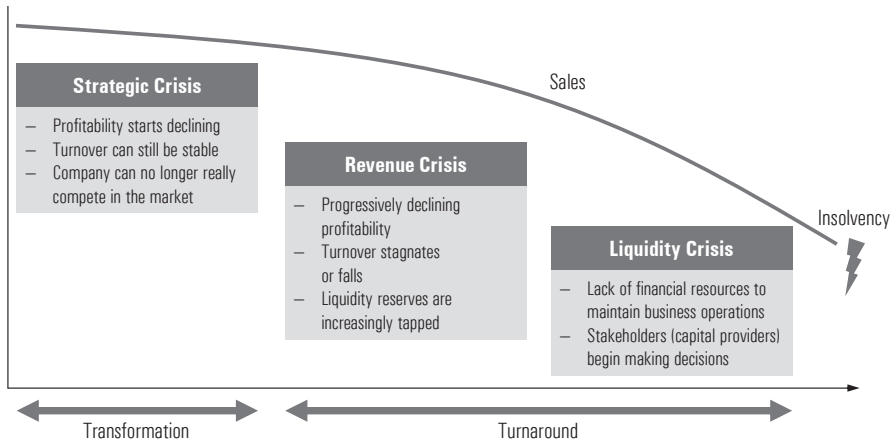 Sales
Strategic Crisis
– Profitability starts declining
– Turnover can still be stable
– Company can no longer really
compete in the market
Revenue Crisis
– Progressively declining
profitability
– Turnover stagnates
or falls
– Liquidity reserves are
increasingly tapped
Insolvency
Liquidity Crisis
– Lack of financial resources to
maintain business operations
– Stakeholders (capital providers)
begin making decisions
Transformation
Turnaround